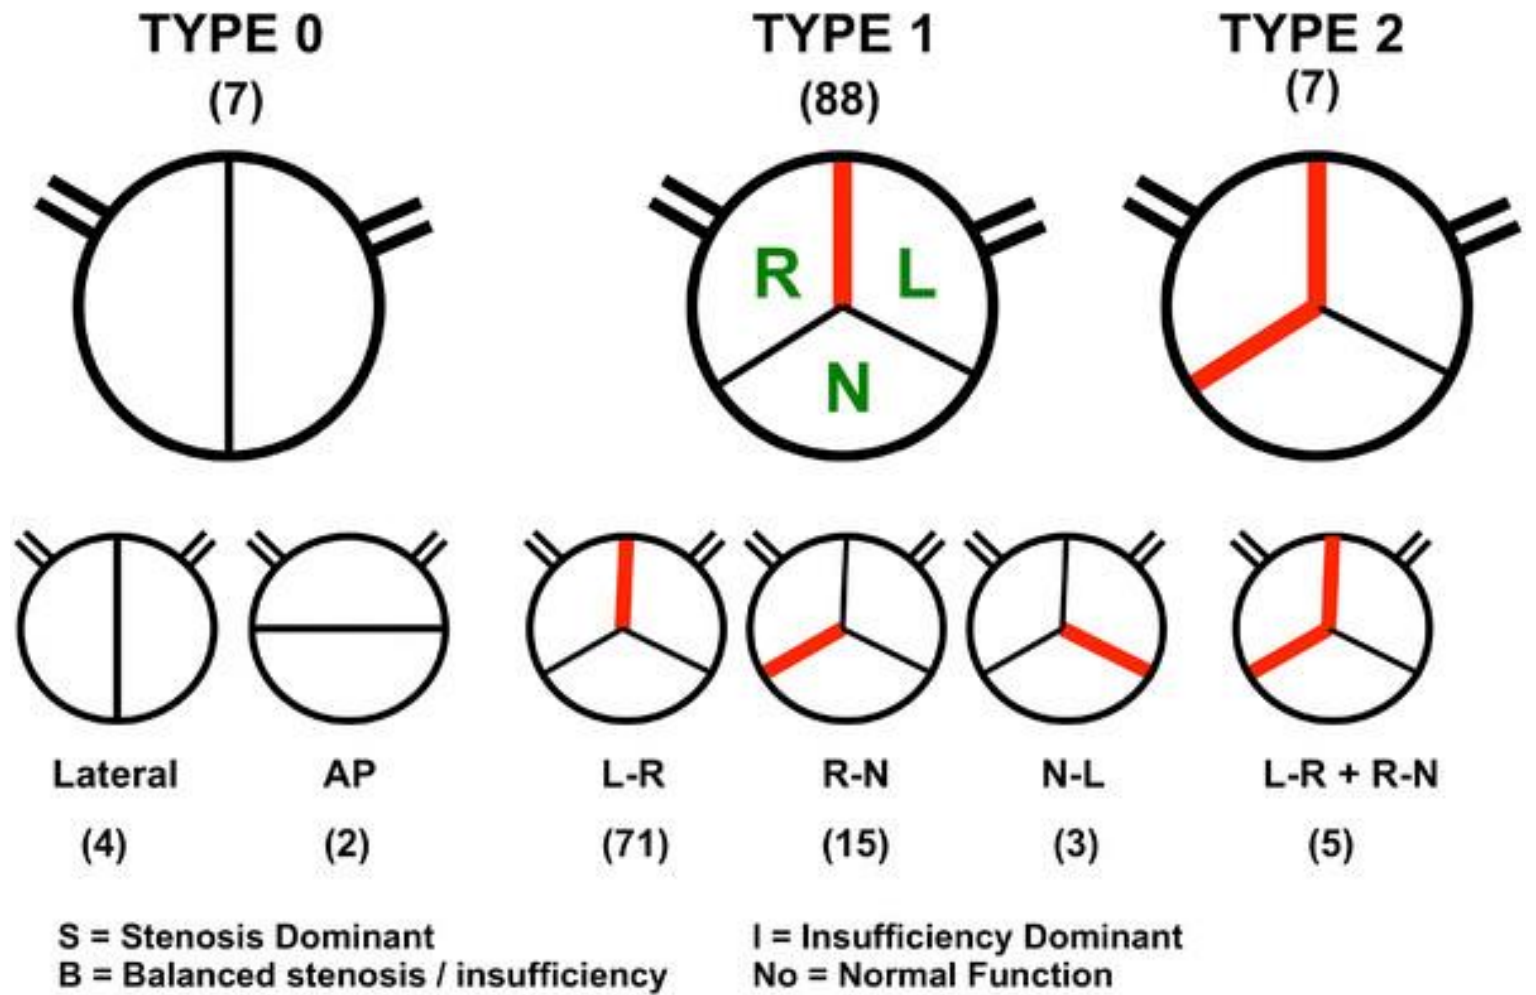 TYPE 0 TYPE 1 TYPE 2
(7) (88) (7)
R L
N
Lateral AP L-R R-N N-L L-R + R-N
(4) (2) (71) (15) (3) (5)
S = Stenosis Dominant I = Insufficiency Dominant
B = Balanced stenosis / insufficiency No = Normal Function